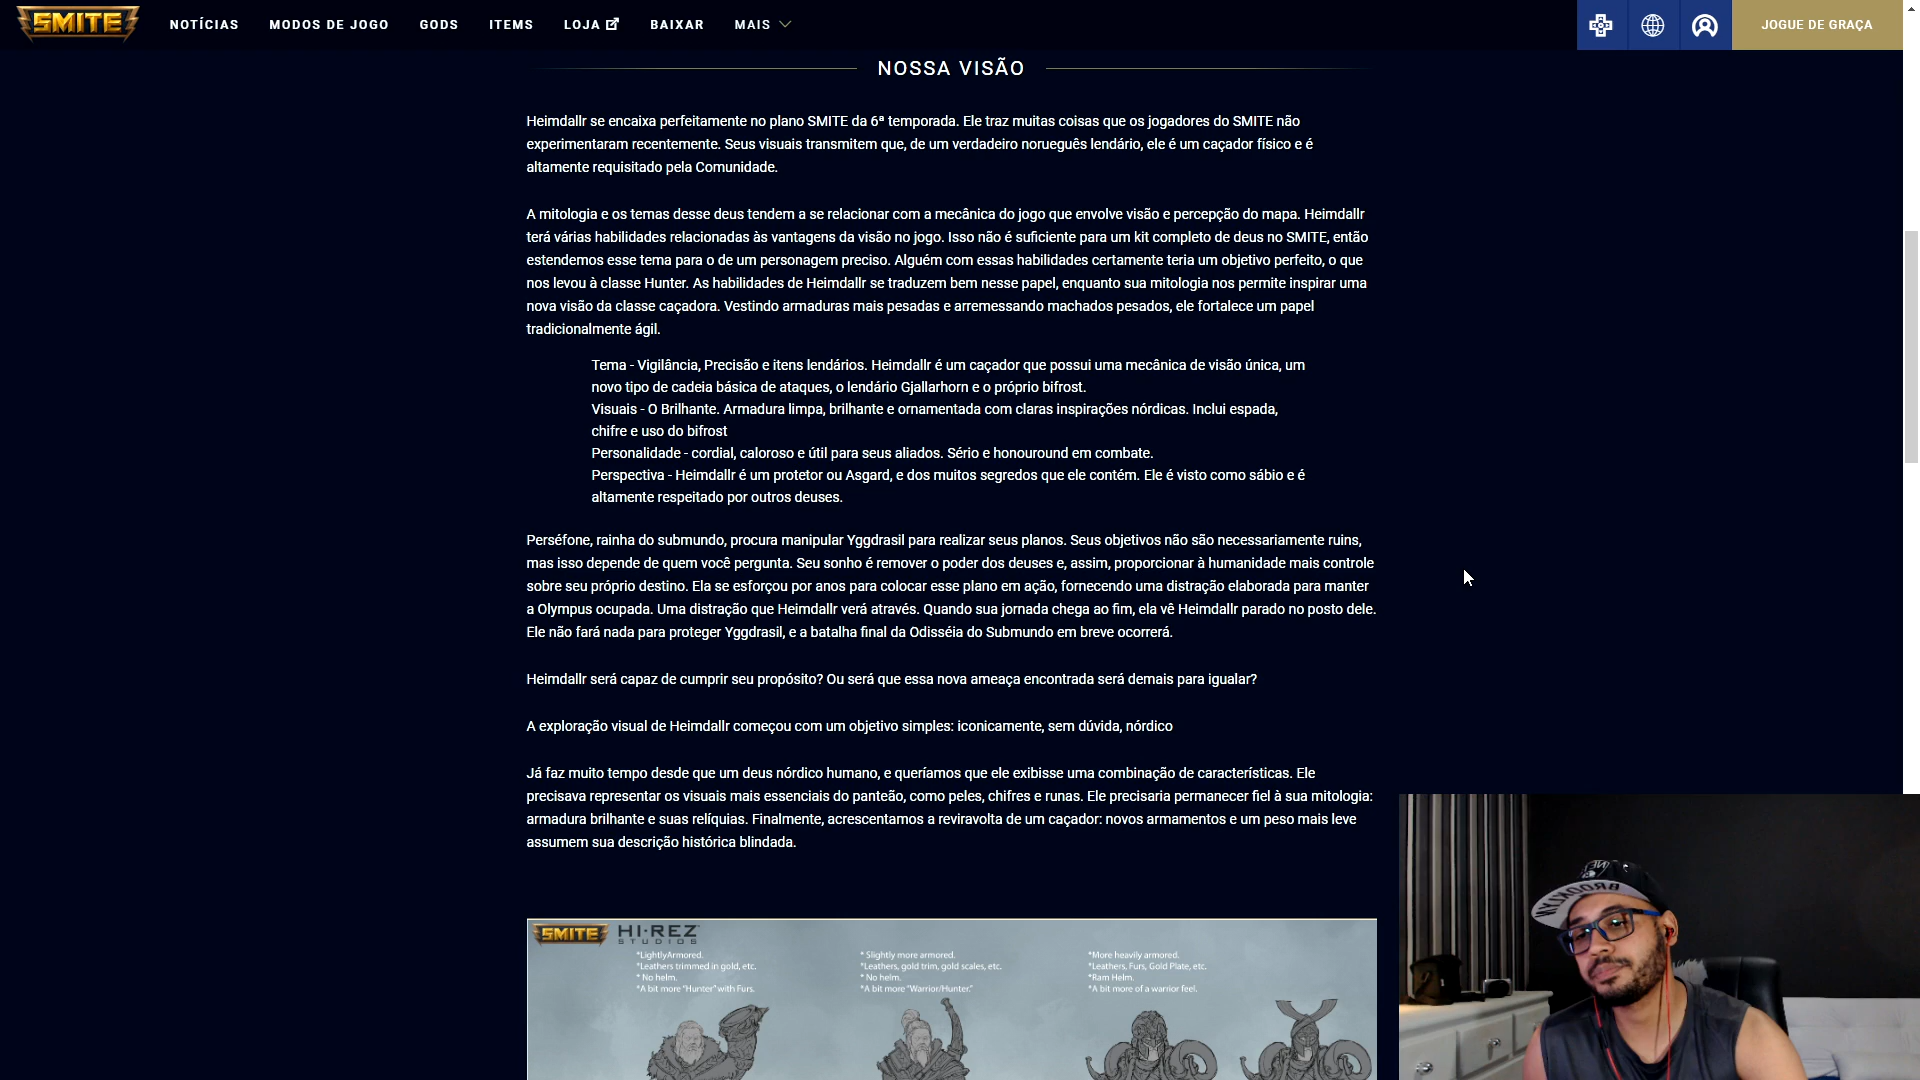 SMITE
NOTÍCIAS
MODOS DE JOGO
GODS
ITEMS
LOJA
BAIXAR
MAIS
JOGUE DE GRAÇA
NOSSA VISÃO
Heimdallr se encaixa perfeitamente no plano SMITE da 6ª temporada. Ele traz muitas coisas que os jogadores do SMITE não
experimentaram recentemente. Seus visuais transmitem que, de um verdadeiro norueguês lendário, ele é um caçador físico e é
altamente requisitado pela Comunidade.
A mitologia e os temas desse deus tendem a se relacionar com a mecânica do jogo que envolve visão e percepção do mapa. Heimdallr
terá várias habilidades relacionadas às vantagens da visão no jogo. Isso não é suficiente para um kit completo de deus no SMITE, então
estendemos esse tema para o de um personagem preciso. Alguém com essas habilidades certamente teria um objetivo perfeito, o que
nos levou à classe Hunter. As habilidades de Heimdallr se traduzem bem nesse papel, enquanto sua mitologia nos permite inspirar uma
nova visão da classe caçadora. Vestindo armaduras mais pesadas e arremessando machados pesados, ele fortalece um papel
tradicionalmente ágil.
Tema - Vigilância, Precisão e itens lendários. Heimdallr é um caçador que possui uma mecânica de visão única, um
novo tipo de cadeia básica de ataques, o lendário Gjallarhorn e o próprio bifrost.
Visuais - O Brilhante. Armadura limpa, brilhante e ornamentada com claras inspirações nórdicas. Inclui espada,
chifre e uso do bifrost
Personalidade - cordial, caloroso e útil para seus aliados. Sério e honouround em combate.
Perspectiva - Heimdallr é um protetor ou Asgard, e dos muitos segredos que ele contém. Ele é visto como sábio e é
altamente respeitado por outros deuses.
Perséfone, rainha do submundo, procura manipular Yggdrasil para realizar seus planos. Seus objetivos não são necessariamente ruins,
mas isso depende de quem você pergunta. Seu sonho é remover o poder dos deuses e, assim, proporcionar à humanidade mais controle
sobre seu próprio destino. Ela se esforçou por anos para colocar esse plano em ação, fornecendo uma distração elaborada para manter
a Olympus ocupada. Uma distração que Heimdallr verá através. Quando sua jornada chega ao fim, ela vê Heimdallr parado no posto dele.
Ele não fará nada para proteger Yggdrasil, e a batalha final da Odisséia do Submundo em breve ocorrerá.
Heimdallr será capaz de cumprir seu propósito? Ou será que essa nova ameaça encontrada será demais para igualar?
A exploração visual de Heimdallr começou com um objetivo simples: iconicamente, sem dúvida, nórdico
Já faz muito tempo desde que um deus nórdico humano, e queríamos que ele exibisse uma combinação de características. Ele
precisava representar os visuais mais essenciais do panteão, como peles, chifres e runas. Ele precisaria permanecer fiel à sua mitologia:
armadura brilhante e suas relíquias. Finalmente, acrescentamos a reviravolta de um caçador: novos armamentos e um peso mais leve
assumem sua descrição histórica blindada.
SMITE
HI-REZ
STUDIOS
*LightlyArmored.
*Leathers trimmed in gold, etc.
* No helm.
*A bit more "Hunter" with Furs.
* Slightly more armored.
*Leathers, gold trim, gold scales, etc.
* No helm.
*A bit more "Warrior/Hunter."
*More heavily armored.
*Leathers, Furs, Gold Plate, etc.
*Ram Helm.
*A bit more of a warrior feel.
BROOKLYN